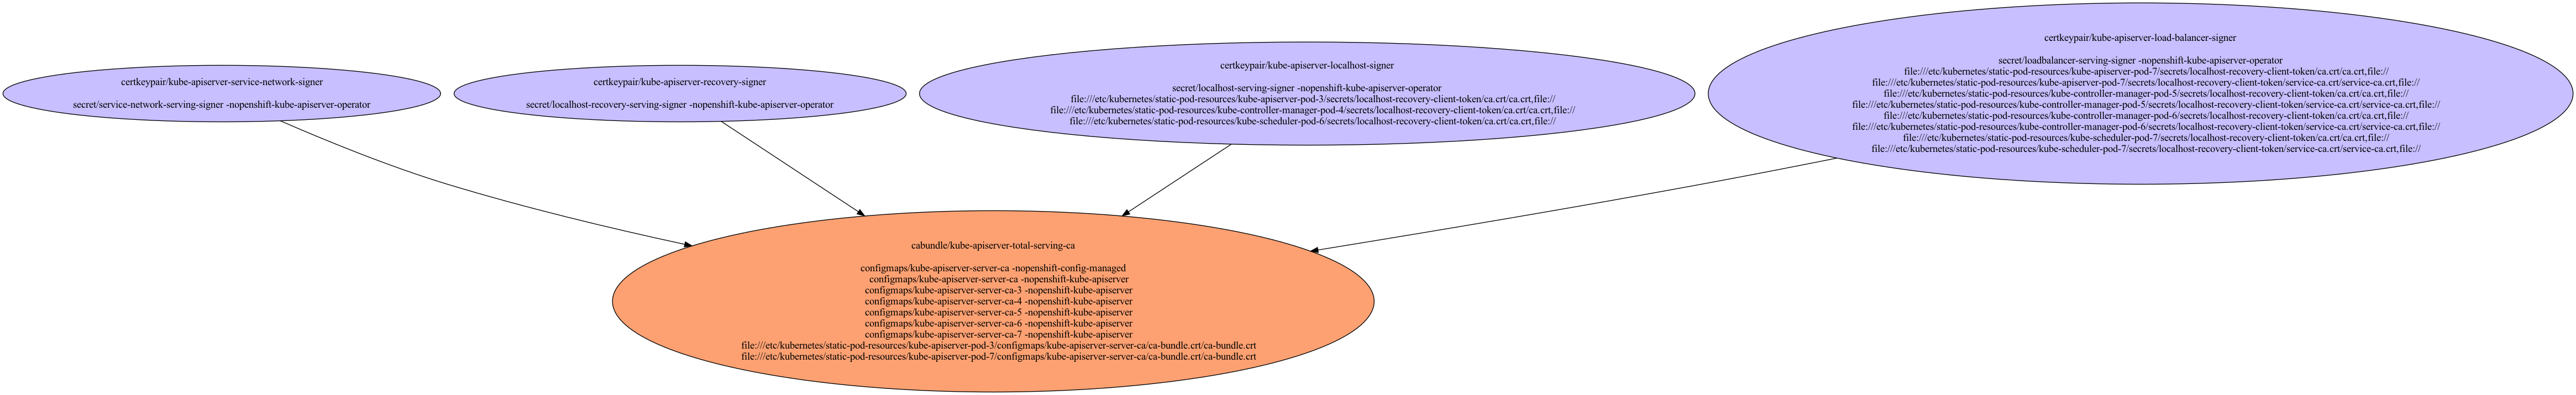 certkeypair/kube-apiserver-service-network-signer
secret/service-network-serving-signer -nopenshift-kube-apiserver-operator
certkeypair/kube-apiserver-recovery-signer
secret/localhost-recovery-serving-signer -nopenshift-kube-apiserver-operator
certkeypair/kube-apiserver-localhost-signer
secret/localhost-serving-signer -nopenshift-kube-apiserver-operator
file:///etc/kubernetes/static-pod-resources/kube-apiserver-pod-3/secrets/localhost-recovery-client-token/ca.crt/ca.crt,file://
file:///etc/kubernetes/static-pod-resources/kube-controller-manager-pod-4/secrets/localhost-recovery-client-token/ca.crt/ca.crt,file://
file:///etc/kubernetes/static-pod-resources/kube-scheduler-pod-6/secrets/localhost-recovery-client-token/ca.crt/ca.crt,file://
certkeypair/kube-apiserver-load-balancer-signer
secret/loadbalancer-serving-signer -nopenshift-kube-apiserver-operator
file:///etc/kubernetes/static-pod-resources/kube-apiserver-pod-7/secrets/localhost-recovery-client-token/ca.crt/ca.crt,file://
file:///etc/kubernetes/static-pod-resources/kube-apiserver-pod-7/secrets/localhost-recovery-client-token/service-ca.crt/service-ca.crt,file://
file:///etc/kubernetes/static-pod-resources/kube-controller-manager-pod-5/secrets/localhost-recovery-client-token/ca.crt/ca.crt,file://
file:///etc/kubernetes/static-pod-resources/kube-controller-manager-pod-5/secrets/localhost-recovery-client-token/service-ca.crt/service-ca.crt,file://
file:///etc/kubernetes/static-pod-resources/kube-controller-manager-pod-6/secrets/localhost-recovery-client-token/ca.crt/ca.crt,file://
file:///etc/kubernetes/static-pod-resources/kube-controller-manager-pod-6/secrets/localhost-recovery-client-token/service-ca.crt/service-ca.crt,file://
file:///etc/kubernetes/static-pod-resources/kube-scheduler-pod-7/secrets/localhost-recovery-client-token/ca.crt/ca.crt,file://
file:///etc/kubernetes/static-pod-resources/kube-scheduler-pod-7/secrets/localhost-recovery-client-token/service-ca.crt/service-ca.crt,file://
cabundle/kube-apiserver-total-serving-ca
configmaps/kube-apiserver-server-ca -nopenshift-config-managed
configmaps/kube-apiserver-server-ca -nopenshift-kube-apiserver
configmaps/kube-apiserver-server-ca-3 -nopenshift-kube-apiserver
configmaps/kube-apiserver-server-ca-4 -nopenshift-kube-apiserver
configmaps/kube-apiserver-server-ca-5 -nopenshift-kube-apiserver
configmaps/kube-apiserver-server-ca-6 -nopenshift-kube-apiserver
configmaps/kube-apiserver-server-ca-7 -nopenshift-kube-apiserver
file:///etc/kubernetes/static-pod-resources/kube-apiserver-pod-3/configmaps/kube-apiserver-server-ca/ca-bundle.crt/ca-bundle.crt
file:///etc/kubernetes/static-pod-resources/kube-apiserver-pod-7/configmaps/kube-apiserver-server-ca/ca-bundle.crt/ca-bundle.crt